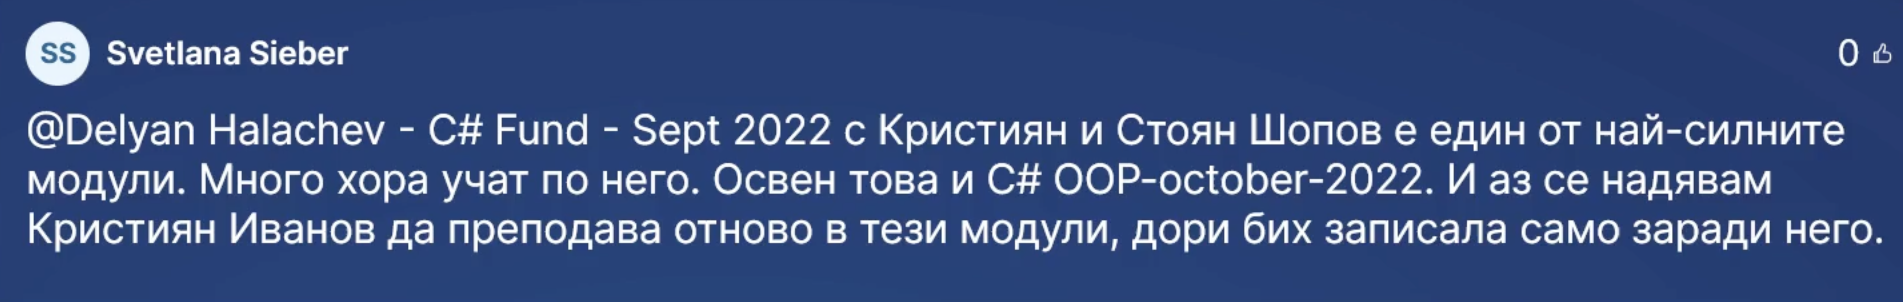 SS
Svetlana Sieber
0
@Delyan Halachev - C# Fund - Sept 2022 с Кристиян и Стоян Шопов е един от най-силните
модули. Много хора учат по него. Освен това и C# OOP-october-2022. И аз се надявам
Кристиян Иванов да преподава отново в тези модули, дори бих записала само заради него.